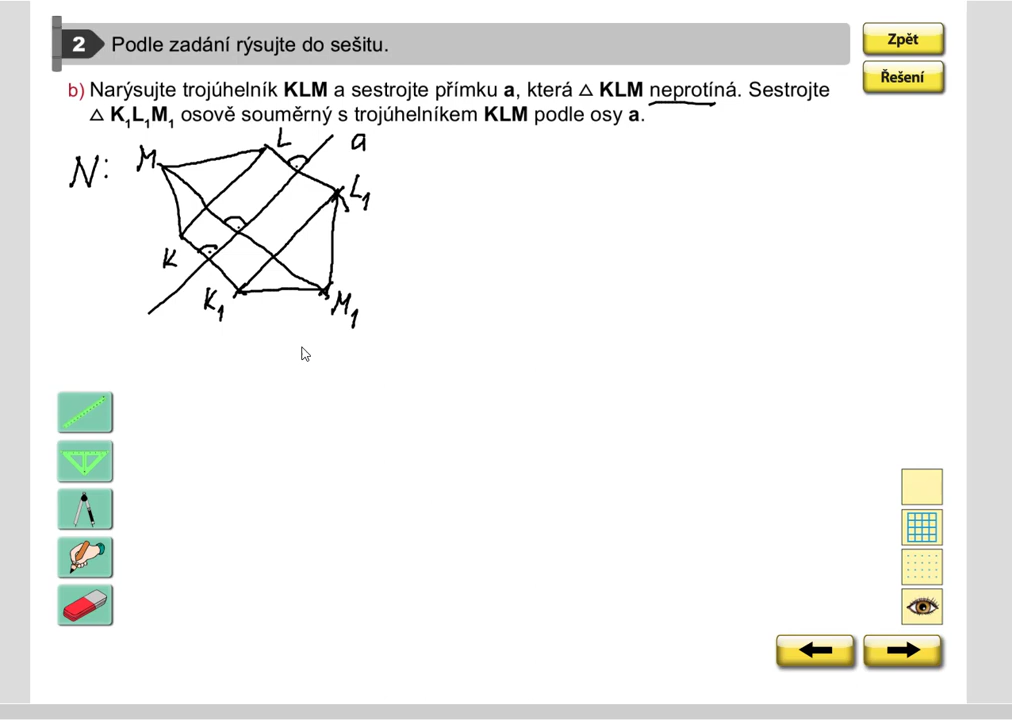 2 Podle zadání rýsujte do sešitu.
Zpět
Řešení
b) Narýsujte trojúhelník KLM a sestrojte přímku a, která △ KLM neprotíná. Sestrojte
△ K₁L₁M₁ osově souměrný s trojúhelníkem KLM podle osy a.
N:
M
L
a
L₁
K
K₁
M₁